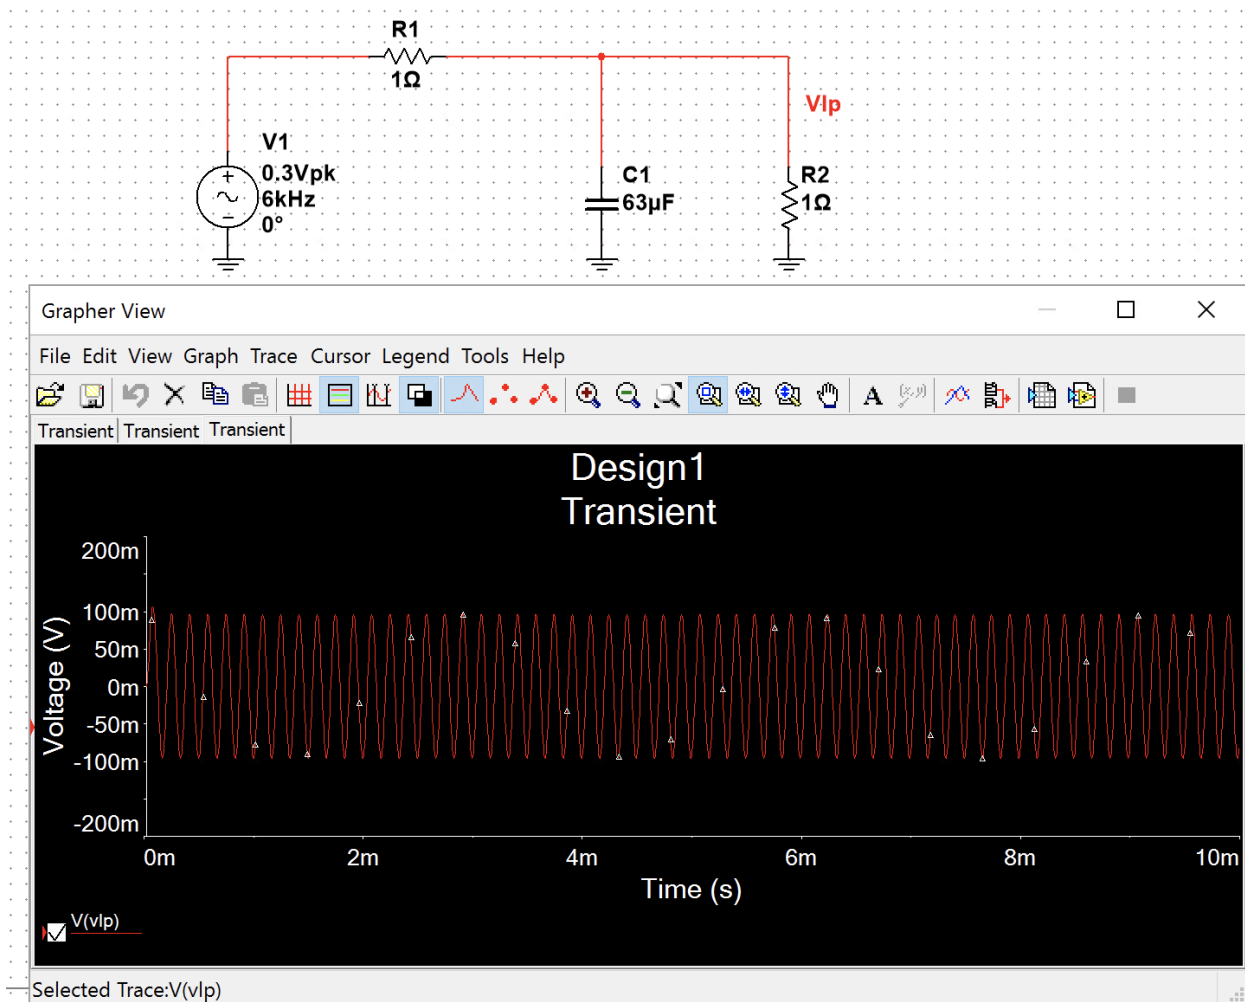 R1
1Ω
Vlp
V1
0.3Vpk
6kHz
0°
C1
63µF
R2
1Ω
Grapher View
File Edit View Graph Trace Cursor Legend Tools Help
A (x,y)
Transient Transient Transient
Design1
Transient
Voltage (V)
200m
100m
50m
0m
-50m
-100m
-200m
0m 2m 4m 6m 8m 10m
Time (s)
V(vlp)
Selected Trace:V(vlp)